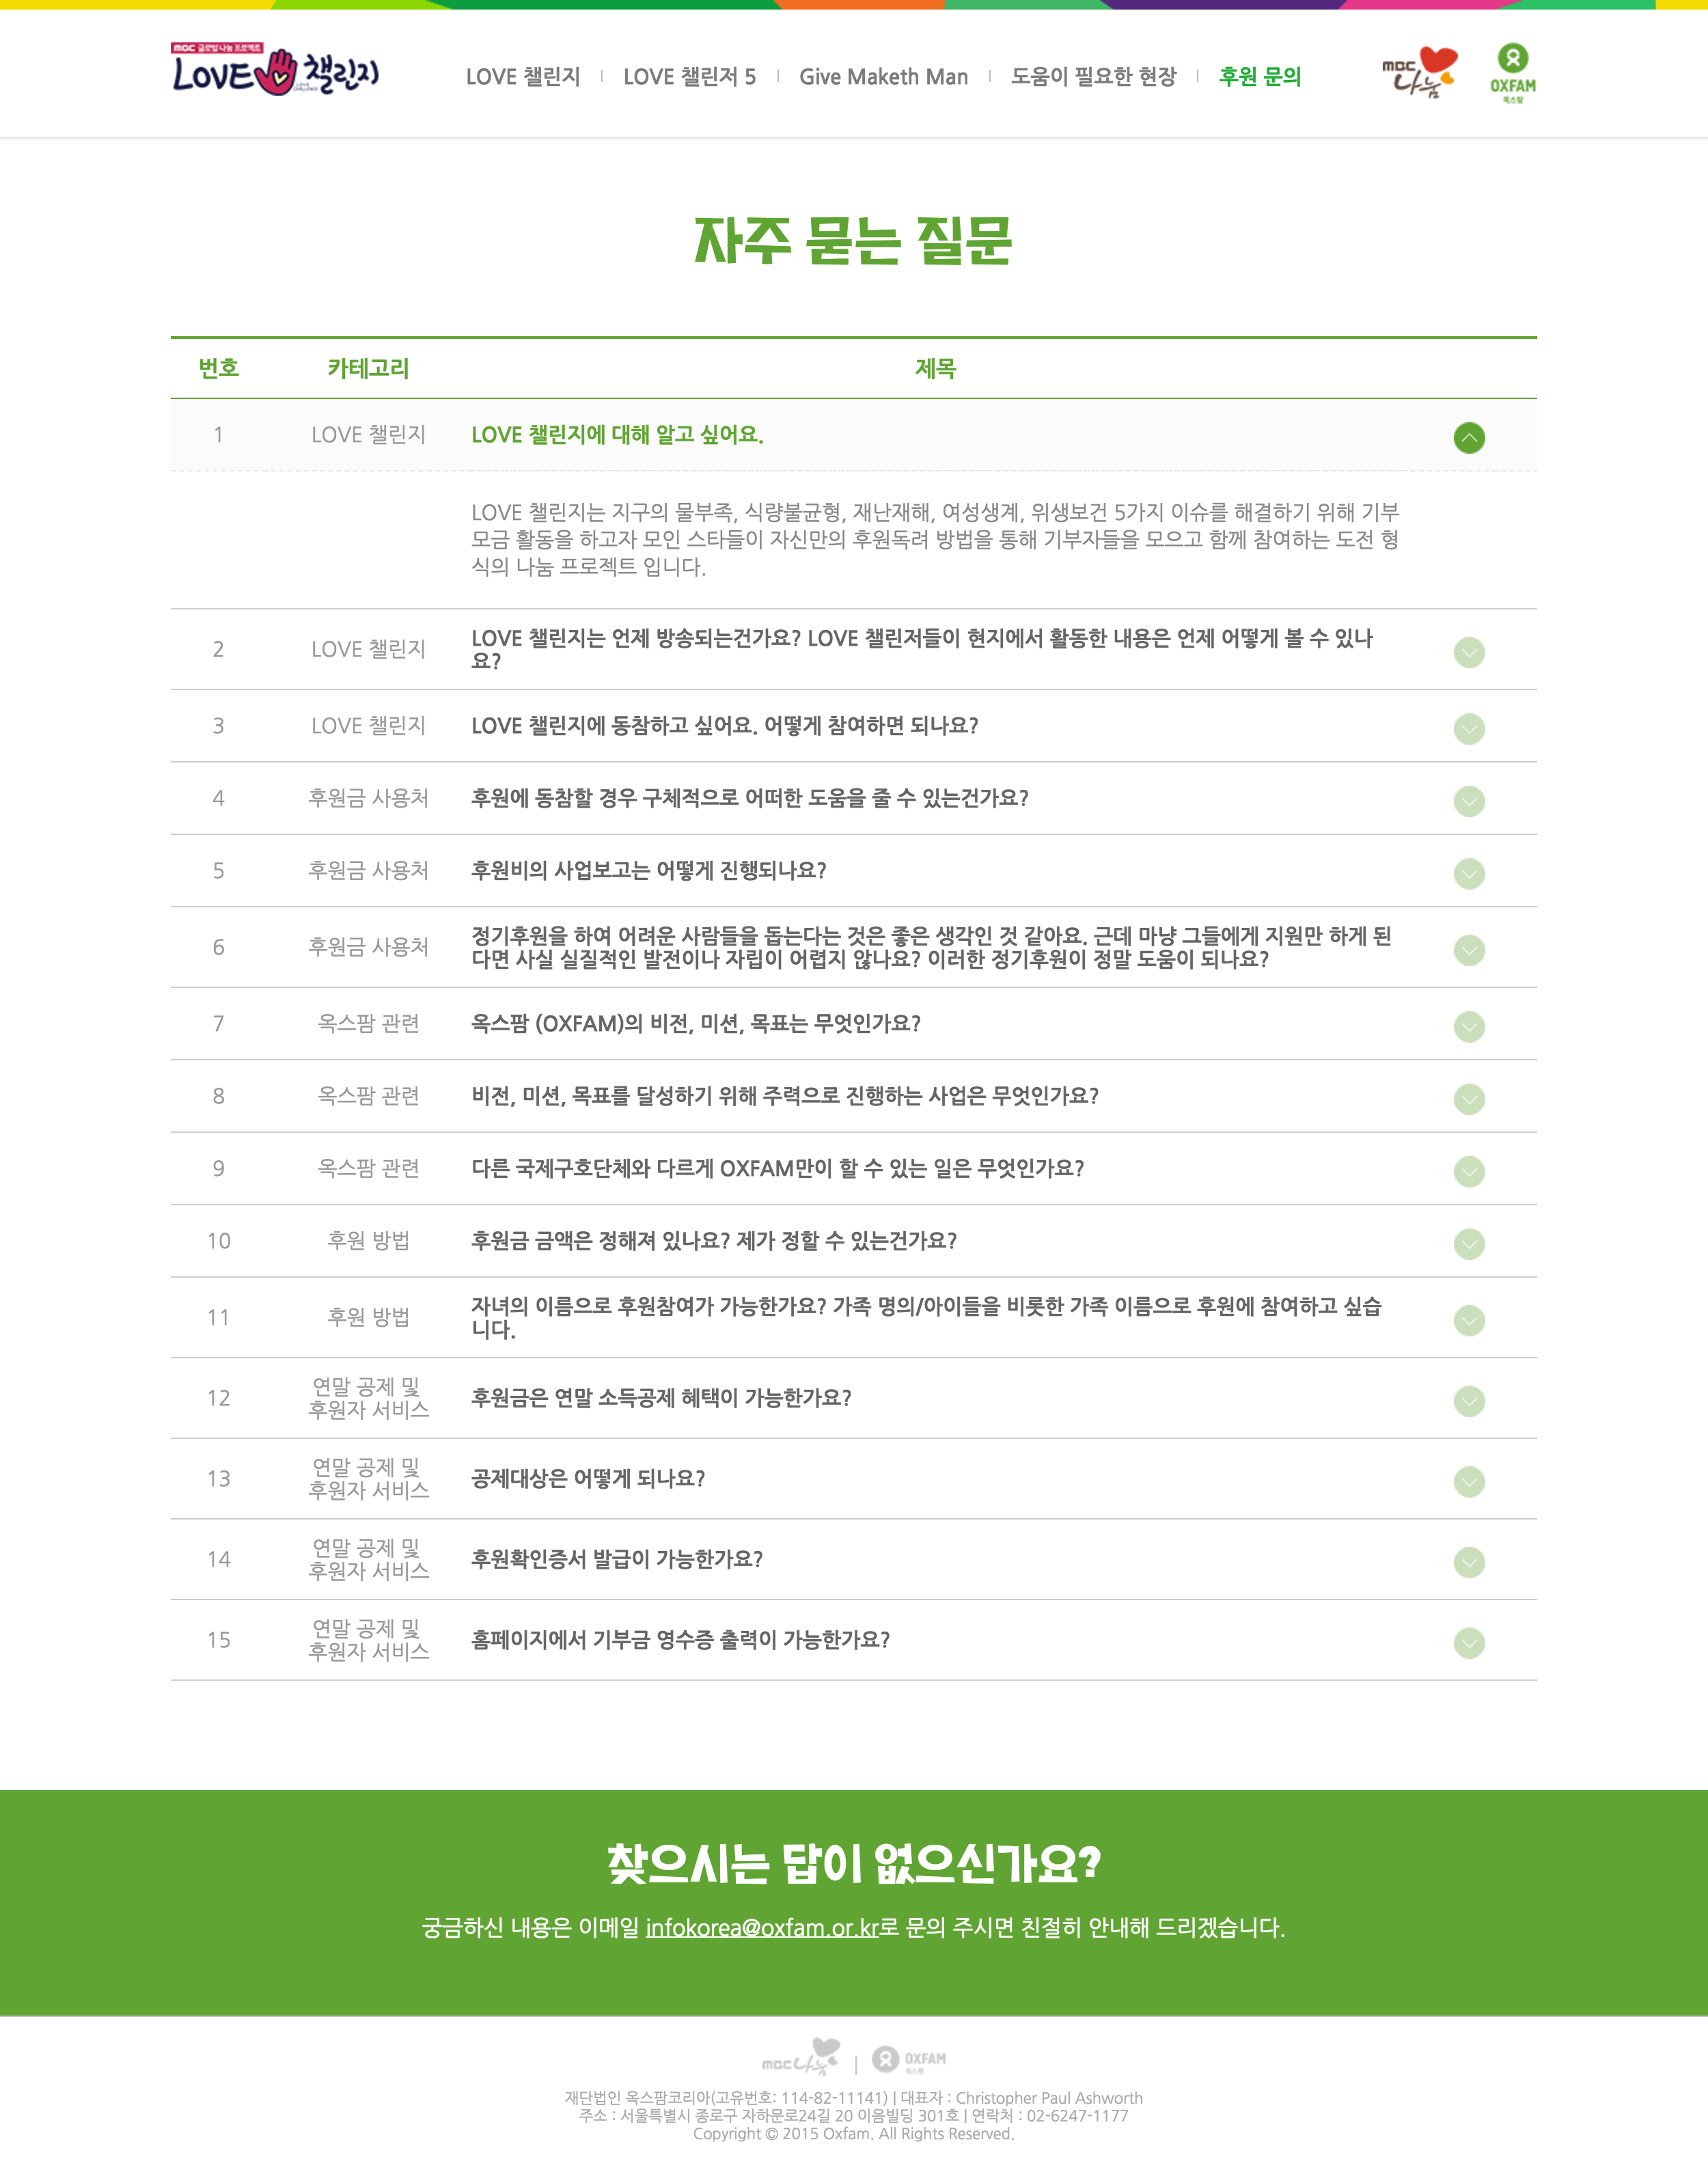 MBC 글로벌 나눔 프로젝트
LOVE 챌린지
LOVE 챌린지
LOVE 챌린저 5
Give Maketh Man
도움이 필요한 현장
후원 문의
mbc 나눔
OXFAM
옥스팜
자주 묻는 질문
번호 카테고리 제목
1 LOVE 챌린지 LOVE 챌린지에 대해 알고 싶어요.
LOVE 챌린지는 지구의 물부족, 식량불균형, 재난재해, 여성생계, 위생보건 5가지 이슈를 해결하기 위해 기부
모금 활동을 하고자 모인 스타들이 자신만의 후원독려 방법을 통해 기부자들을 모으고 함께 참여하는 도전 형
식의 나눔 프로젝트 입니다.
2 LOVE 챌린지 LOVE 챌린지는 언제 방송되는건가요? LOVE 챌린저들이 현지에서 활동한 내용은 언제 어떻게 볼 수 있나
요?
3 LOVE 챌린지 LOVE 챌린지에 동참하고 싶어요. 어떻게 참여하면 되나요?
4 후원금 사용처 후원에 동참할 경우 구체적으로 어떠한 도움을 줄 수 있는건가요?
5 후원금 사용처 후원비의 사업보고는 어떻게 진행되나요?
6 후원금 사용처 정기후원을 하여 어려운 사람들을 돕는다는 것은 좋은 생각인 것 같아요. 근데 마냥 그들에게 지원만 하게 된
다면 사실 실질적인 발전이나 자립이 어렵지 않나요? 이러한 정기후원이 정말 도움이 되나요?
7 옥스팜 관련 옥스팜 (OXFAM)의 비전, 미션, 목표는 무엇인가요?
8 옥스팜 관련 비전, 미션, 목표를 달성하기 위해 주력으로 진행하는 사업은 무엇인가요?
9 옥스팜 관련 다른 국제구호단체와 다르게 OXFAM만이 할 수 있는 일은 무엇인가요?
10 후원 방법 후원금 금액은 정해져 있나요? 제가 정할 수 있는건가요?
11 후원 방법 자녀의 이름으로 후원참여가 가능한가요? 가족 명의/아이들을 비롯한 가족 이름으로 후원에 참여하고 싶습
니다.
12 연말 공제 및
후원자 서비스 후원금은 연말 소득공제 혜택이 가능한가요?
13 연말 공제 및
후원자 서비스 공제대상은 어떻게 되나요?
14 연말 공제 및
후원자 서비스 후원확인증서 발급이 가능한가요?
15 연말 공제 및
후원자 서비스 홈페이지에서 기부금 영수증 출력이 가능한가요?
찾으시는 답이 없으신가요?
궁금하신 내용은 이메일 infokorea@oxfam.or.kr로 문의 주시면 친절히 안내해 드리겠습니다.
mbc 나눔 | OXFAM
옥스팜
재단법인 옥스팜코리아(고유번호: 114-82-11141) | 대표자 : Christopher Paul Ashworth
주소 : 서울특별시 종로구 자하문로24길 20 이음빌딩 301호 | 연락처 : 02-6247-1177
Copyright © 2015 Oxfam. All Rights Reserved.